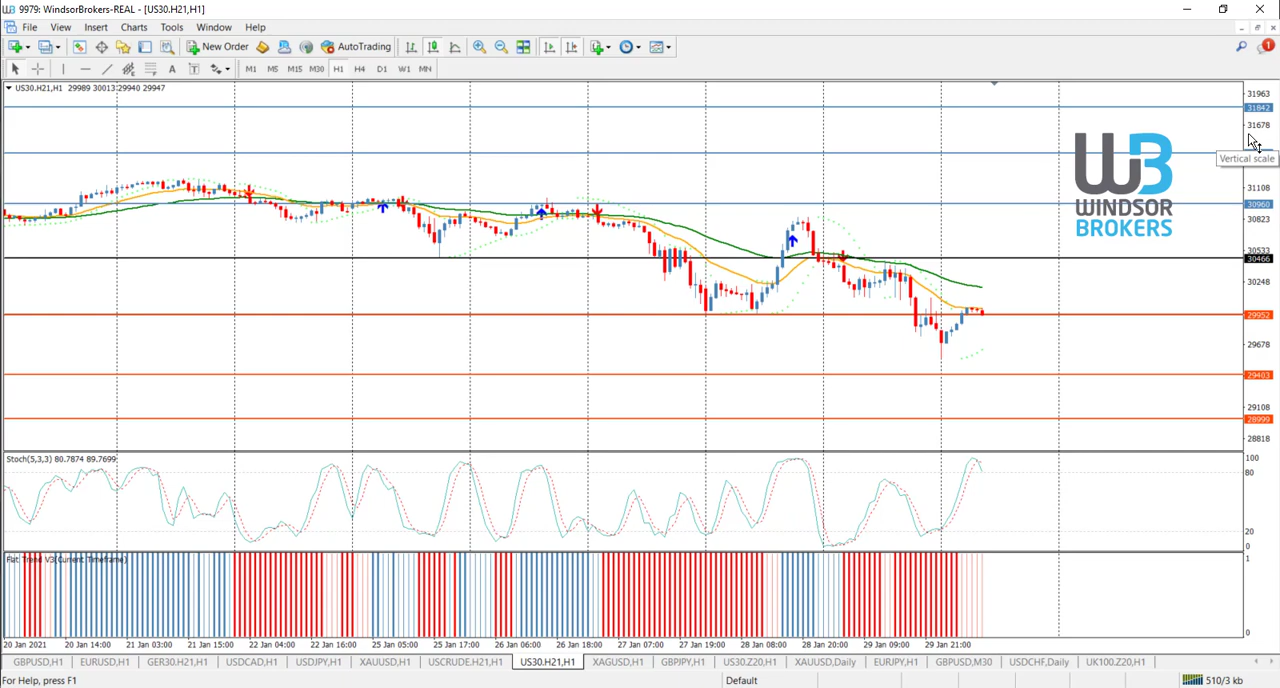 9979: WindsorBrokers-REAL - [US30.H21,H1]
File View Insert Charts Tools Window Help
New Order AutoTrading 1
A T M1 M5 M15 M30 H1 H4 D1 W1 MN
US30.H21,H1 29989 30013 29940 29947
31963
31842
31678
Vertical scale
31108
30960
30823
30533
30466
30248
29952
29678
29403
29108
28999
28818
WINDSOR
BROKERS
Stoch(5,3,3) 80.7874 89.7699
100
80
20
0
Flat Trend V3(Current Timeframe)
1
0
20 Jan 2021 20 Jan 14:00 21 Jan 03:00 21 Jan 15:00 22 Jan 04:00 22 Jan 16:00 25 Jan 05:00 25 Jan 17:00 26 Jan 06:00 26 Jan 18:00 27 Jan 07:00 27 Jan 19:00 28 Jan 08:00 28 Jan 20:00 29 Jan 09:00 29 Jan 21:00
GBPUSD,H1 EURUSD,H1 GER30.H21,H1 USDCAD,H1 USDJPY,H1 XAUUSD,H1 USCRUDE.H21,H1 US30.H21,H1 XAGUSD,H1 GBPJPY,H1 US30.Z20,H1 XAUUSD,Daily EURJPY,H1 GBPUSD,M30 USDCHF,Daily UK100.Z20,H1
For Help, press F1 Default 510/3 kb